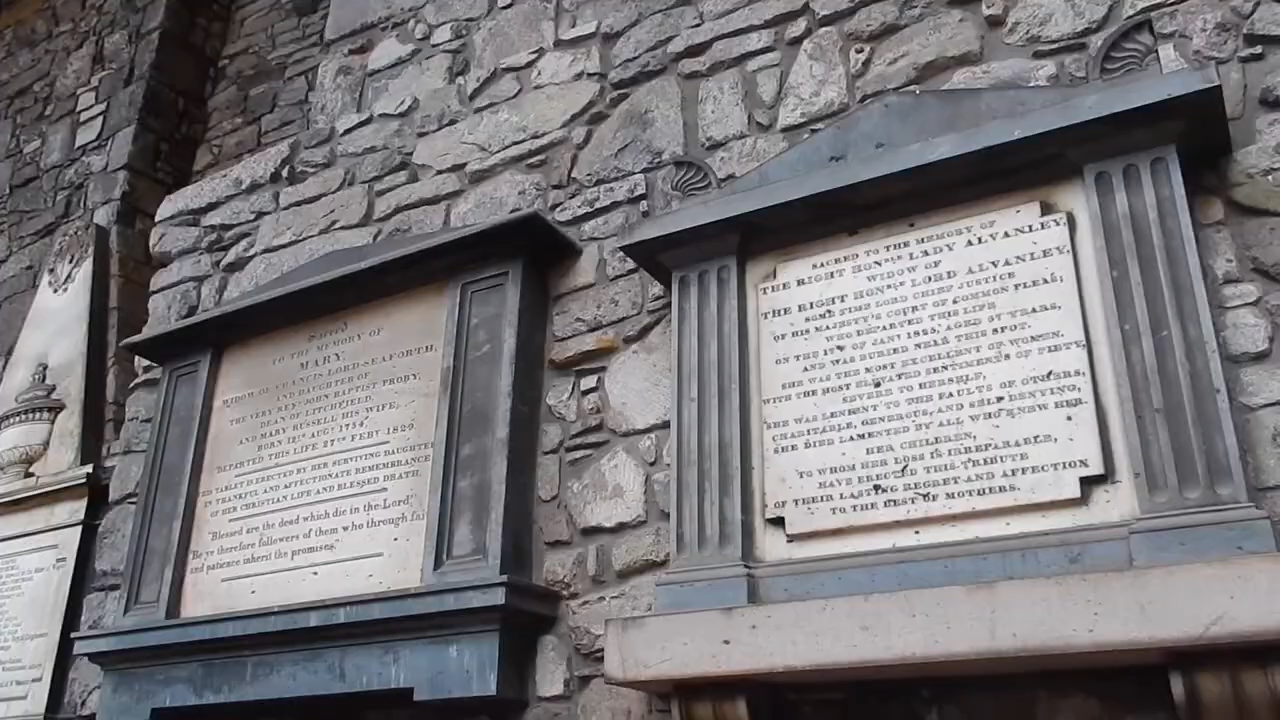 Sacred
TO THE MEMORY OF
MARY,
WIDOW OF FRANCIS LORD SEAFORTH,
AND DAUGHTER OF
THE VERY REVD JOHN BAPTIST PROBY,
DEAN OF LITCHFIELD,
AND MARY RUSSELL HIS WIFE,
BORN 12TH AUGT 1754,
DEPARTED THIS LIFE 27TH FEBY 1829.
THIS TABLET IS ERECTED BY HER SURVIVING DAUGHTERS
IN THANKFUL AND AFFECTIONATE REMEMBRANCE
OF HER CHRISTIAN LIFE AND BLESSED DEATH.
"Blessed are the dead which die in the Lord,"
"Be ye therefore followers of them who through fai
and patience inherit the promises."
SACRED TO THE MEMORY OF
THE RIGHT HONBLE LADY ALVANLEY,
WIDOW OF
THE RIGHT HONBLE LORD ALVANLEY,
SOME TIME LORD CHIEF JUSTICE
OF HIS MAJESTY'S COURT OF COMMON PLEAS;
WHO DEPARTED THIS LIFE
ON THE 17TH OF JANY 1825, AGED 67 YEARS,
AND WAS BURIED NEAR THIS SPOT.
SHE WAS THE MOST EXCELLENT OF WOMEN.
WITH THE MOST ELEVATED SENTIMENTS OF PIETY,
SEVERE TO HERSELF,
SHE WAS LENIENT TO THE FAULTS OF OTHERS,
CHARITABLE, GENEROUS, AND SELF DENYING,
SHE DIED LAMENTED BY ALL WHO KNEW HER.
HER CHILDREN,
TO WHOM HER LOSS IS IRREPARABLE,
HAVE ERECTED THIS TRIBUTE
OF THEIR LASTING REGRET AND AFFECTION
TO THE BEST OF MOTHERS.